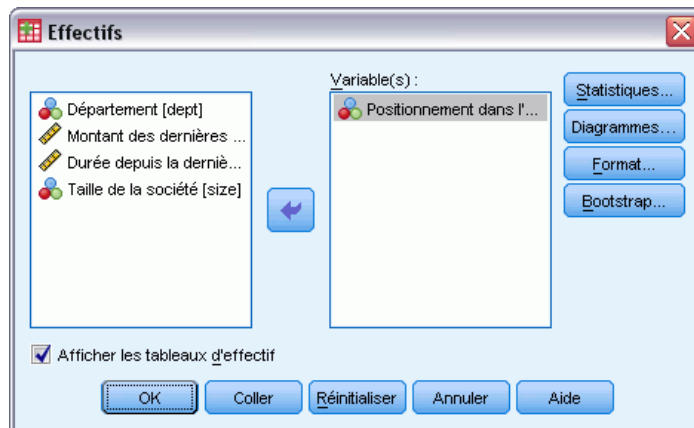 Effectifs
Variable(s) :
Département [dept]
Montant des dernières ...
Durée depuis la derniè...
Taille de la société [size]
Positionnement dans l'...
Statistiques...
Diagrammes...
Format...
Bootstrap...
Afficher les tableaux d'effectif
OK Coller Réinitialiser Annuler Aide